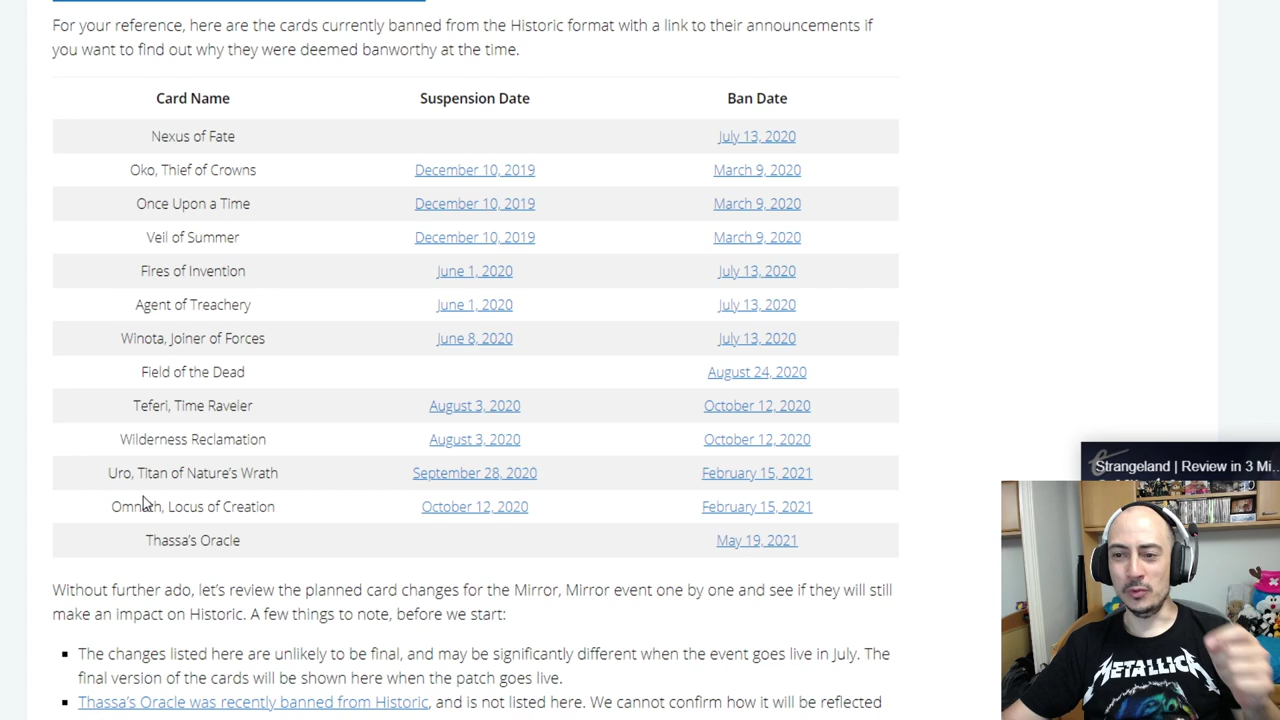 For your reference, here are the cards currently banned from the Historic format with a link to their announcements if
you want to find out why they were deemed banworthy at the time.
Card Name Suspension Date Ban Date
Nexus of Fate July 13, 2020
Oko, Thief of Crowns December 10, 2019 March 9, 2020
Once Upon a Time December 10, 2019 March 9, 2020
Veil of Summer December 10, 2019 March 9, 2020
Fires of Invention June 1, 2020 July 13, 2020
Agent of Treachery June 1, 2020 July 13, 2020
Winota, Joiner of Forces June 8, 2020 July 13, 2020
Field of the Dead August 24, 2020
Teferi, Time Raveler August 3, 2020 October 12, 2020
Wilderness Reclamation August 3, 2020 October 12, 2020
Uro, Titan of Nature's Wrath September 28, 2020 February 15, 2021
Omnath, Locus of Creation October 12, 2020 February 15, 2021
Thassa's Oracle May 19, 2021
Strangeland | Review in 3 Mi...
Without further ado, let's review the planned card changes for the Mirror, Mirror event one by one and see if they will still
make an impact on Historic. A few things to note, before we start:
▪ The changes listed here are unlikely to be final, and may be significantly different when the event goes live in July. The
final version of the cards will be shown here when the patch goes live.
▪ Thassa's Oracle was recently banned from Historic, and is not listed here. We cannot confirm how it will be reflected
METALLICA